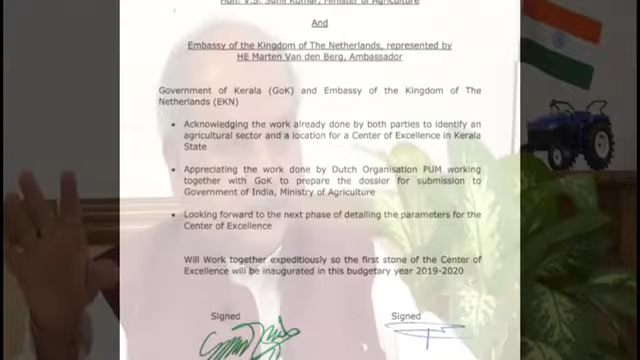 Hon. V.S. Sunil Kumar, Minister of Agriculture
And
Embassy of the Kingdom of The Netherlands, represented by
HE Marten Van den Berg, Ambassador
Government of Kerala (GoK) and Embassy of the Kingdom of The
Netherlands (EKN)
• Acknowledging the work already done by both parties to identify an
agricultural sector and a location for a Center of Excellence in Kerala
State
• Appreciating the work done by Dutch Organisation PUM working
together with GoK to prepare the dossier for submission to
Government of India, Ministry of Agriculture
• Looking forward to the next phase of detailing the parameters for the
Center of Excellence
Will Work together expeditiously so the first stone of the Center of
Excellence will be inaugurated in this budgetary year 2019-2020
Signed Signed